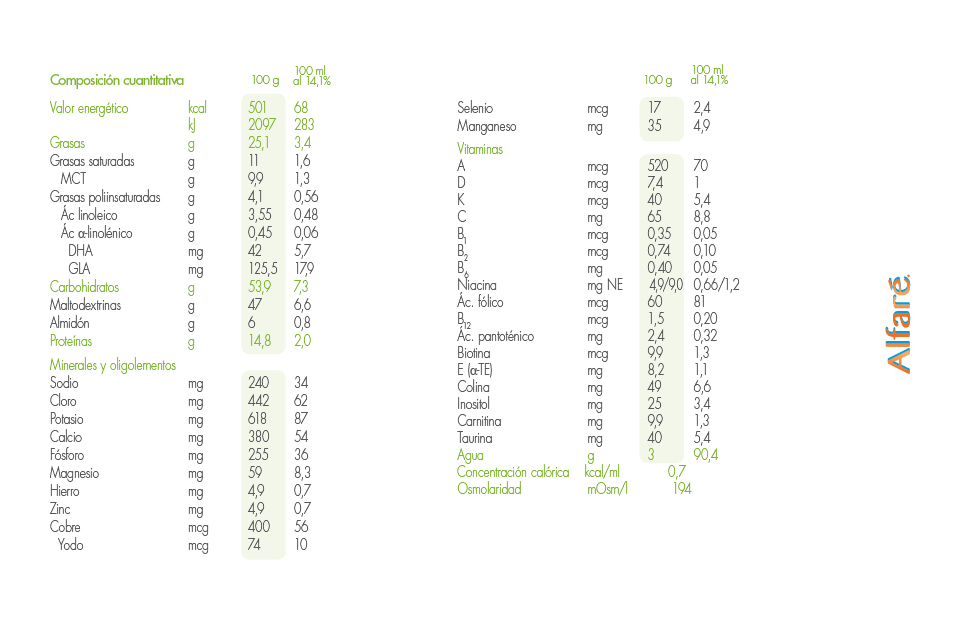 Composición cuantitativa 100 g 100 ml al 14,1%
Valor energético kcal 501 68
kJ 2097 283
Grasas g 25,1 3,4
Grasas saturadas g 11 1,6
MCT g 9,9 1,3
Grasas poliinsaturadas g 4,1 0,56
Ác linoleico g 3,55 0,48
Ác α-linolénico g 0,45 0,06
DHA mg 42 5,7
GLA mg 125,5 17,9
Carbohidratos g 53,9 7,3
Maltodextrinas g 47 6,6
Almidón g 6 0,8
Proteínas g 14,8 2,0
Minerales y oligolementos
Sodio mg 240 34
Cloro mg 442 62
Potasio mg 618 87
Calcio mg 380 54
Fósforo mg 255 36
Magnesio mg 59 8,3
Hierro mg 4,9 0,7
Zinc mg 4,9 0,7
Cobre mcg 400 56
Yodo mcg 74 10
100 g 100 ml al 14,1%
Selenio mcg 17 2,4
Manganeso mg 35 4,9
Vitaminas
A mcg 520 70
D mcg 7,4 1
K mcg 40 5,4
C mg 65 8,8
B1 mcg 0,35 0,05
B2 mcg 0,74 0,10
B6 mg 0,40 0,05
Niacina mg NE 4,9/9,0 0,66/1,2
Ác. fólico mcg 60 81
B12 mcg 1,5 0,20
Ác. pantoténico mg 2,4 0,32
Biotina mcg 9,9 1,3
E (α-TE) mg 8,2 1,1
Colina mg 49 6,6
Inositol mg 25 3,4
Carnitina mg 9,9 1,3
Taurina mg 40 5,4
Agua g 3 90,4
Concentración calórica kcal/ml 0,7
Osmolaridad mOsm/l 194
Alfaré